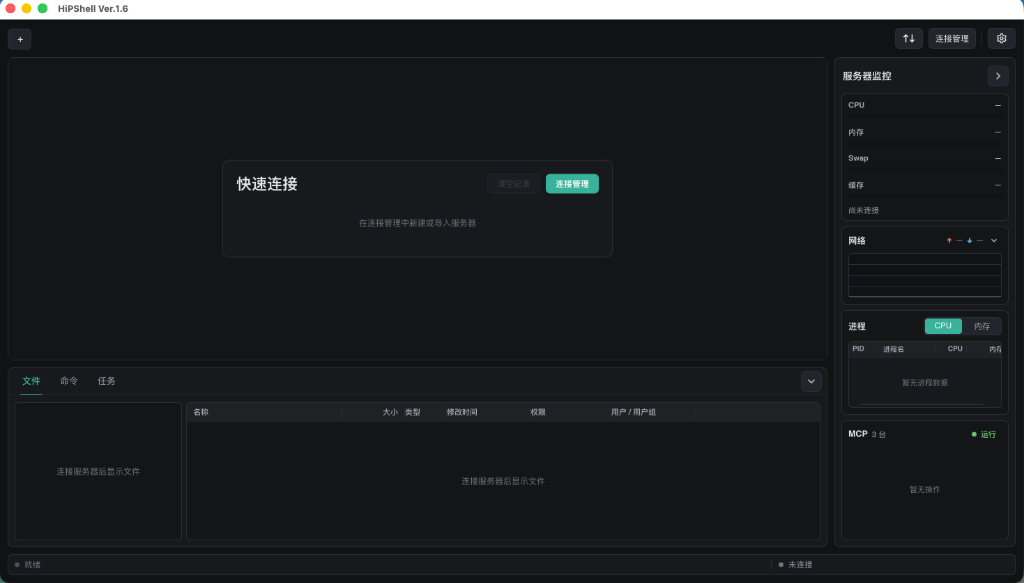 HiPShell Ver.1.6
+
连接管理
服务器监控
CPU —
内存 —
Swap —
缓存 —
尚未连接
快速连接
清空记录 连接管理
在连接管理中新建或导入服务器
网络 — —
进程 CPU 内存
PID 进程名 CPU 内存
暂无进程数据
文件 命令 任务
名称 大小 类型 修改时间 权限 用户 / 用户组
连接服务器后显示文件
连接服务器后显示文件
MCP 3 台 运行
暂无操作
就绪
未连接